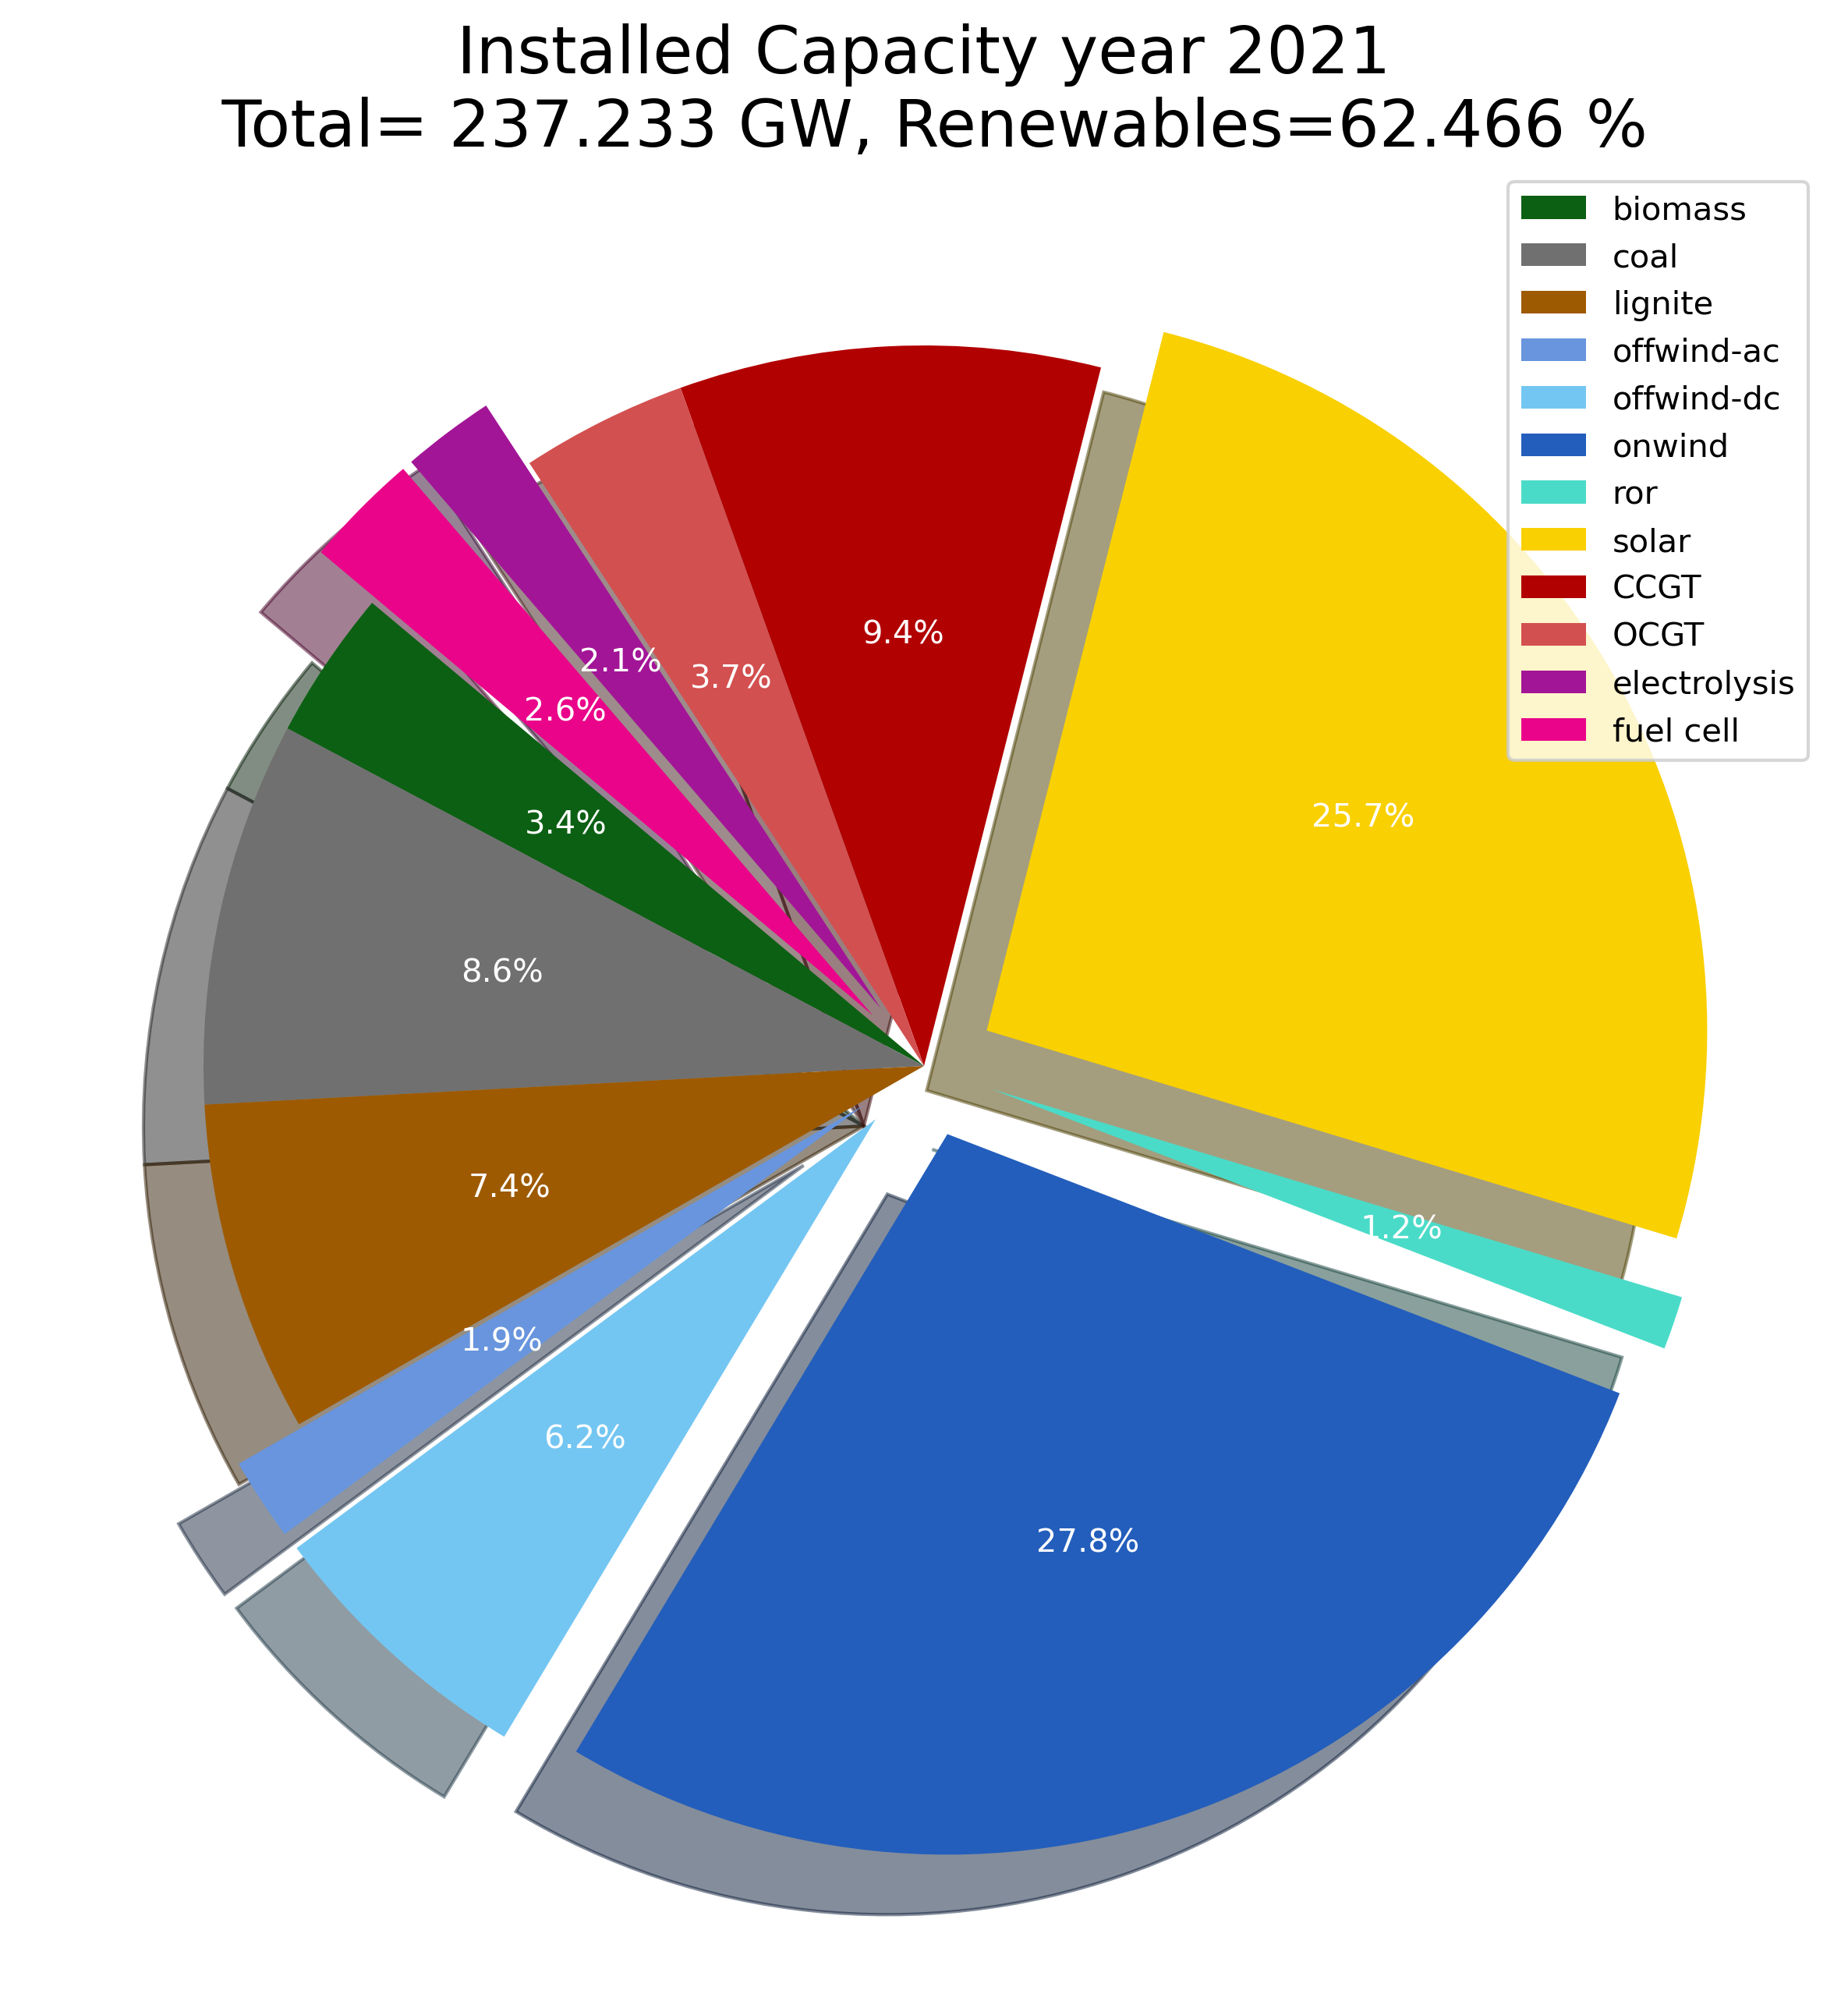 Installed Capacity year 2021
Total= 237.233 GW, Renewables=62.466 %
biomass
coal
lignite
offwind-ac
offwind-dc
onwind
ror
solar
CCGT
OCGT
electrolysis
fuel cell
9.4%
2.1%
3.7%
2.6%
25.7%
3.4%
8.6%
7.4%
1.2%
1.9%
6.2%
27.8%